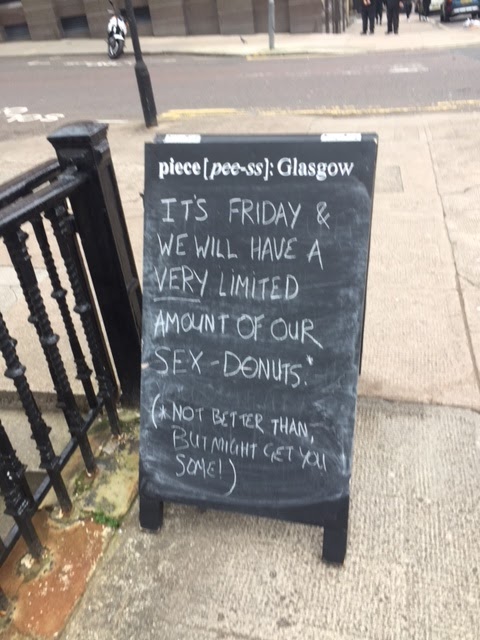 piece [pee-ss]: Glasgow
IT'S FRIDAY &
WE WILL HAVE A
VERY LIMITED
AMOUNT OF OUR
SEX-DONUTS.*
(* NOT BETTER THAN,
BUT MIGHT GET YOU
SOME!)